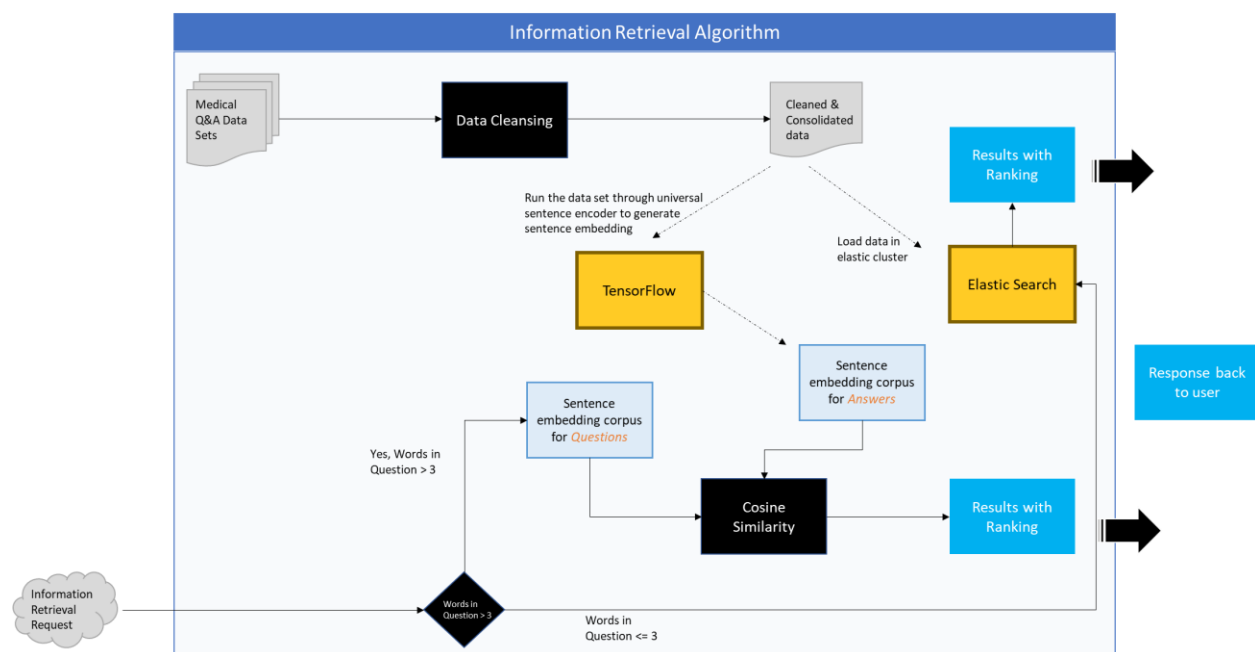 Information Retrieval Algorithm
Medical
Q&A Data
Sets
Data Cleansing
Cleaned &
Consolidated
data
Results with
Ranking
Run the data set through universal
sentence encoder to generate
sentence embedding
Load data in
elastic cluster
TensorFlow
Elastic Search
Sentence
embedding corpus
for Answers
Response back
to user
Sentence
embedding corpus
for Questions
Yes, Words in
Question > 3
Cosine
Similarity
Results with
Ranking
Information
Retrieval
Request
Words in
Question > 3
Words in
Question <= 3